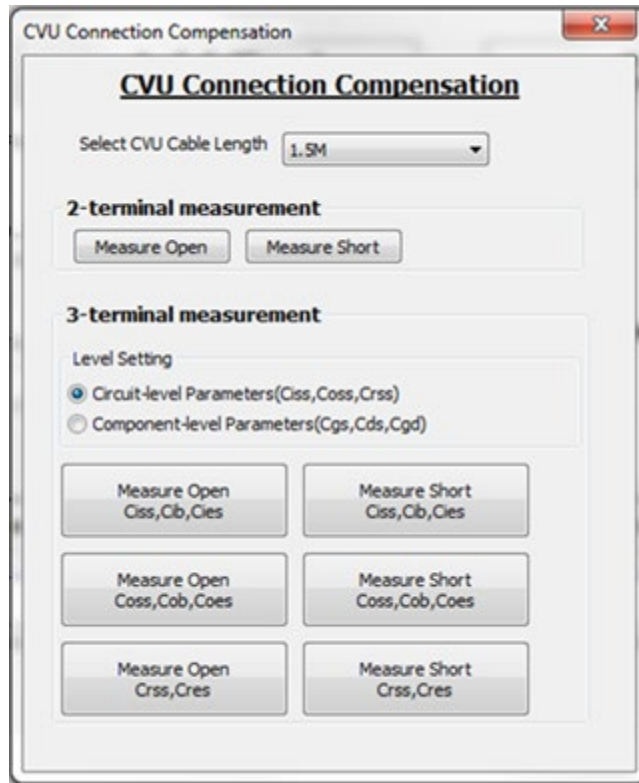 CVU Connection Compensation
CVU Connection Compensation
Select CVU Cable Length 1.5M
2-terminal measurement
Measure Open Measure Short
3-terminal measurement
Level Setting
Circuit-level Parameters(Ciss,Coss,Crss)
Component-level Parameters(Cgs,Cds,Cgd)
Measure Open
Ciss,Cib,Cies
Measure Short
Ciss,Cib,Cies
Measure Open
Coss,Cob,Coes
Measure Short
Coss,Cob,Coes
Measure Open
Crss,Cres
Measure Short
Crss,Cres